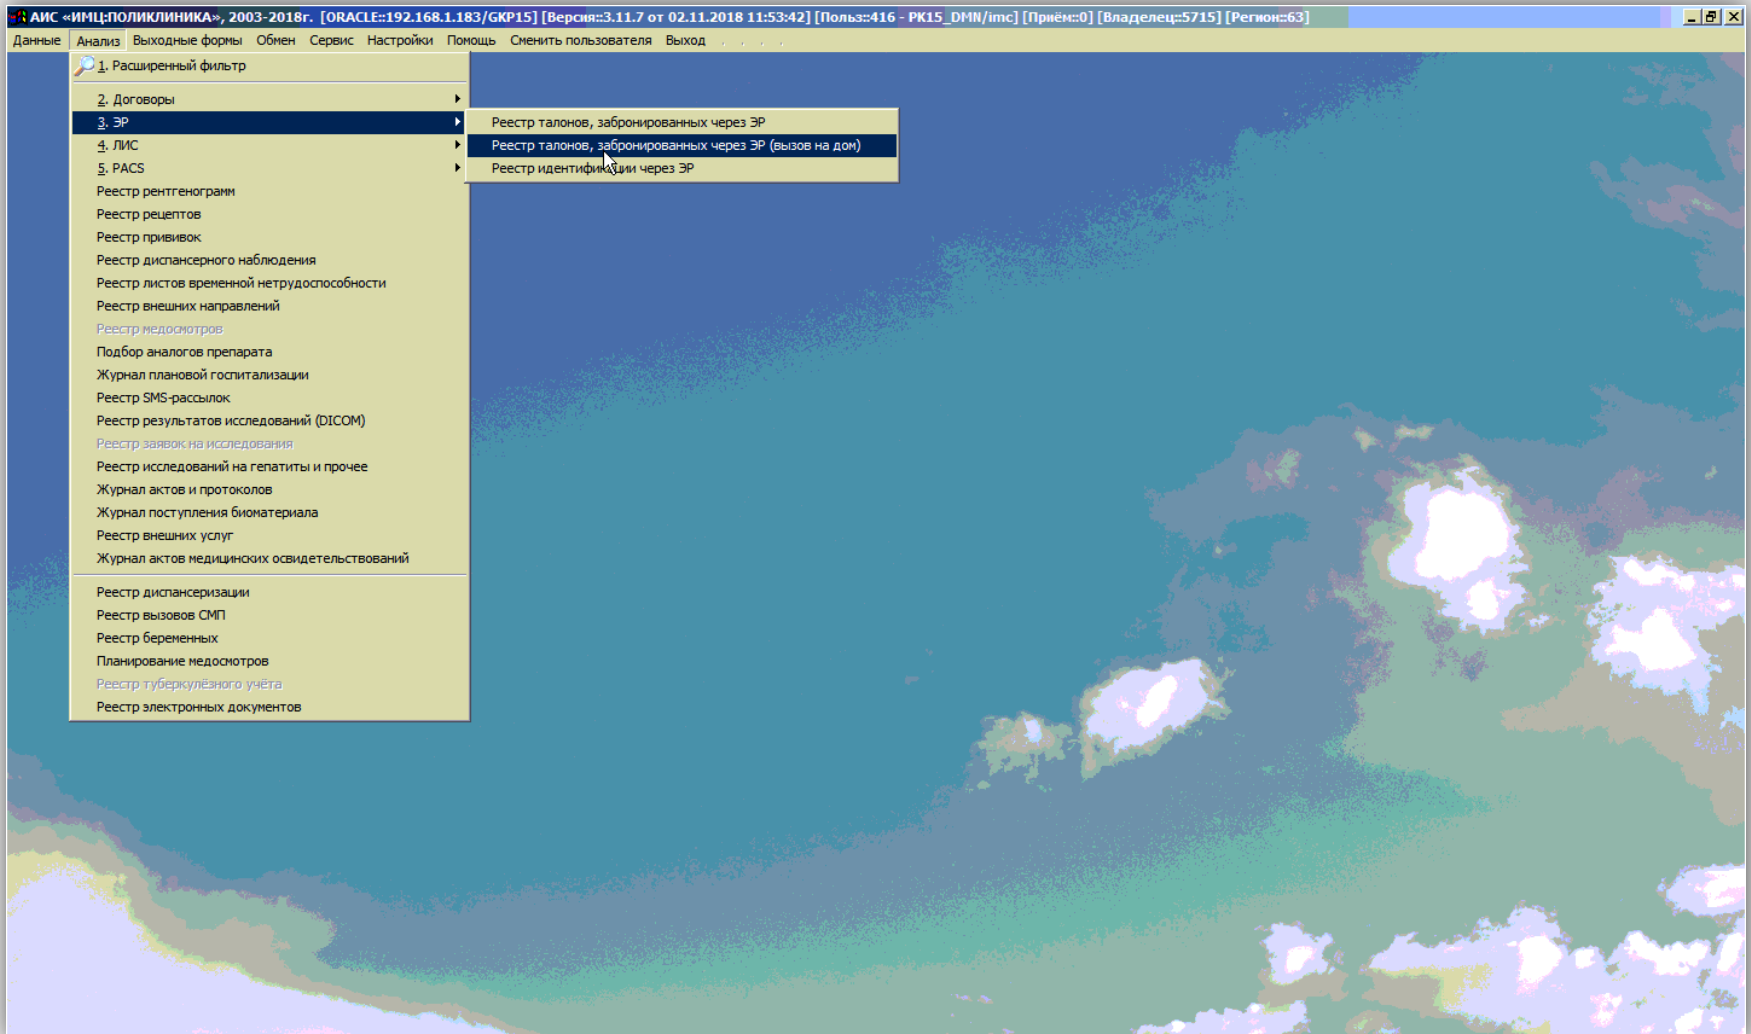 АИС «ИМЦ:ПОЛИКЛИНИКА», 2003-2018г. [ORACLE::192.168.1.183/GKP15] [Версия::3.11.7 от 02.11.2018 11:53:42] [Польз::416 - PK15_DMN/imc] [Приём::0] [Владелец::5715] [Регион::63]
Данные Анализ Выходные формы Обмен Сервис Настройки Помощь Сменить пользователя Выход
1. Расширенный фильтр
2. Договоры
3. ЭР
4. ЛИС
5. PACS
Реестр рентгенограмм
Реестр рецептов
Реестр прививок
Реестр диспансерного наблюдения
Реестр листов временной нетрудоспособности
Реестр внешних направлений
Реестр медосмотров
Подбор аналогов препарата
Журнал плановой госпитализации
Реестр SMS-рассылок
Реестр результатов исследований (DICOM)
Реестр заявок на исследования
Реестр исследований на гепатиты и прочее
Журнал актов и протоколов
Журнал поступления биоматериала
Реестр внешних услуг
Журнал актов медицинских освидетельствований
Реестр диспансеризации
Реестр вызовов СМП
Реестр беременных
Планирование медосмотров
Реестр туберкулёзного учёта
Реестр электронных документов
Реестр талонов, забронированных через ЭР
Реестр талонов, забронированных через ЭР (вызов на дом)
Реестр идентификации через ЭР